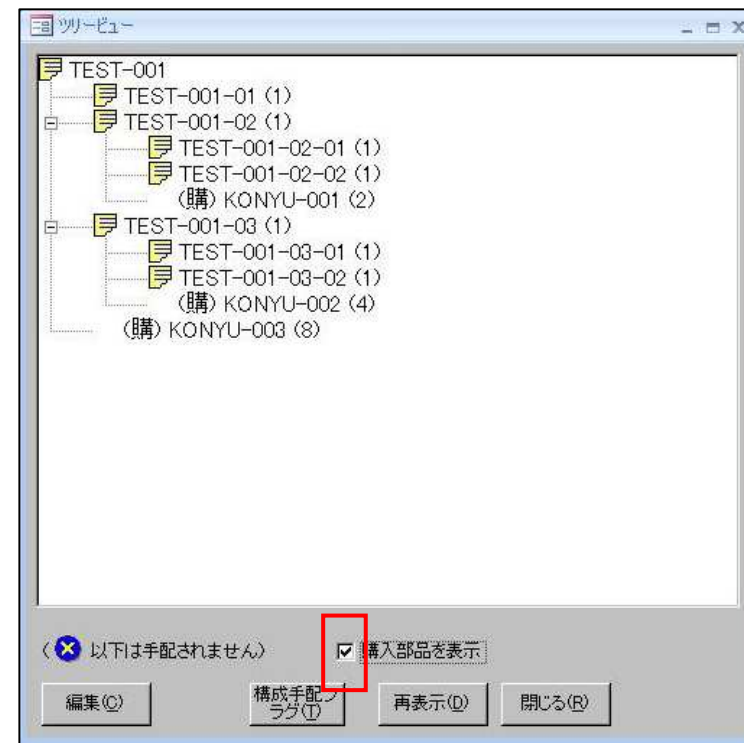 ツリービュー
TEST-001
TEST-001-01 (1)
TEST-001-02 (1)
TEST-001-02-01 (1)
TEST-001-02-02 (1)
(購) KONYU-001 (2)
TEST-001-03 (1)
TEST-001-03-01 (1)
TEST-001-03-02 (1)
(購) KONYU-002 (4)
(購) KONYU-003 (8)
( 以下は手配されません)
購入部品を表示
編集(C)
構成手配フ
ラグ(T)
再表示(D)
閉じる(R)